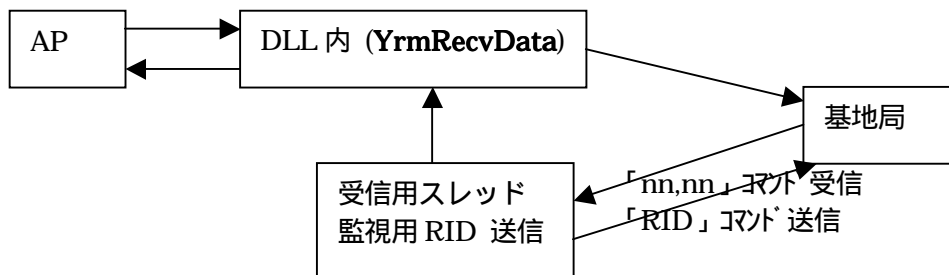 AP
DLL 内 (YrmRecvData)
基地局
受信用スレッド
監視用 RID 送信
「nn,nn」ｺﾏﾝﾄﾞ受信
「RID」ｺﾏﾝﾄﾞ送信